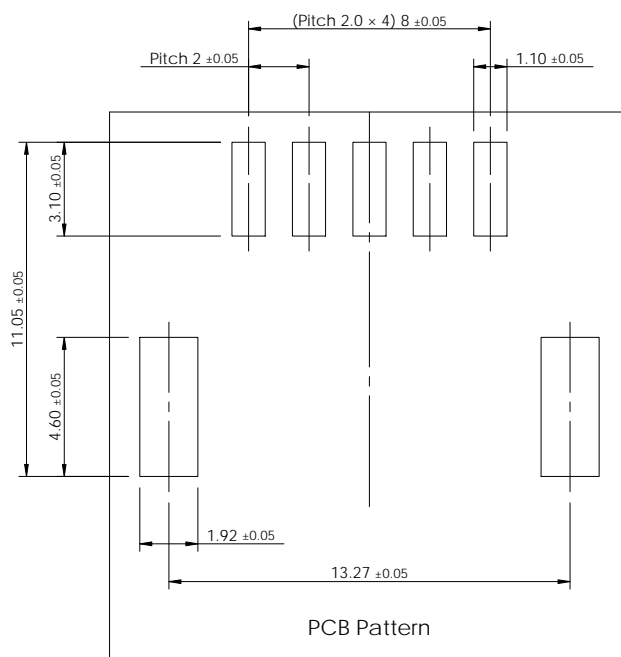 (Pitch 2.0 × 4) 8 ±0.05
Pitch 2 ±0.05
1.10 ±0.05
3.10 ±0.05
11.05 ±0.05
4.60 ±0.05
1.92 ±0.05
13.27 ±0.05
PCB Pattern